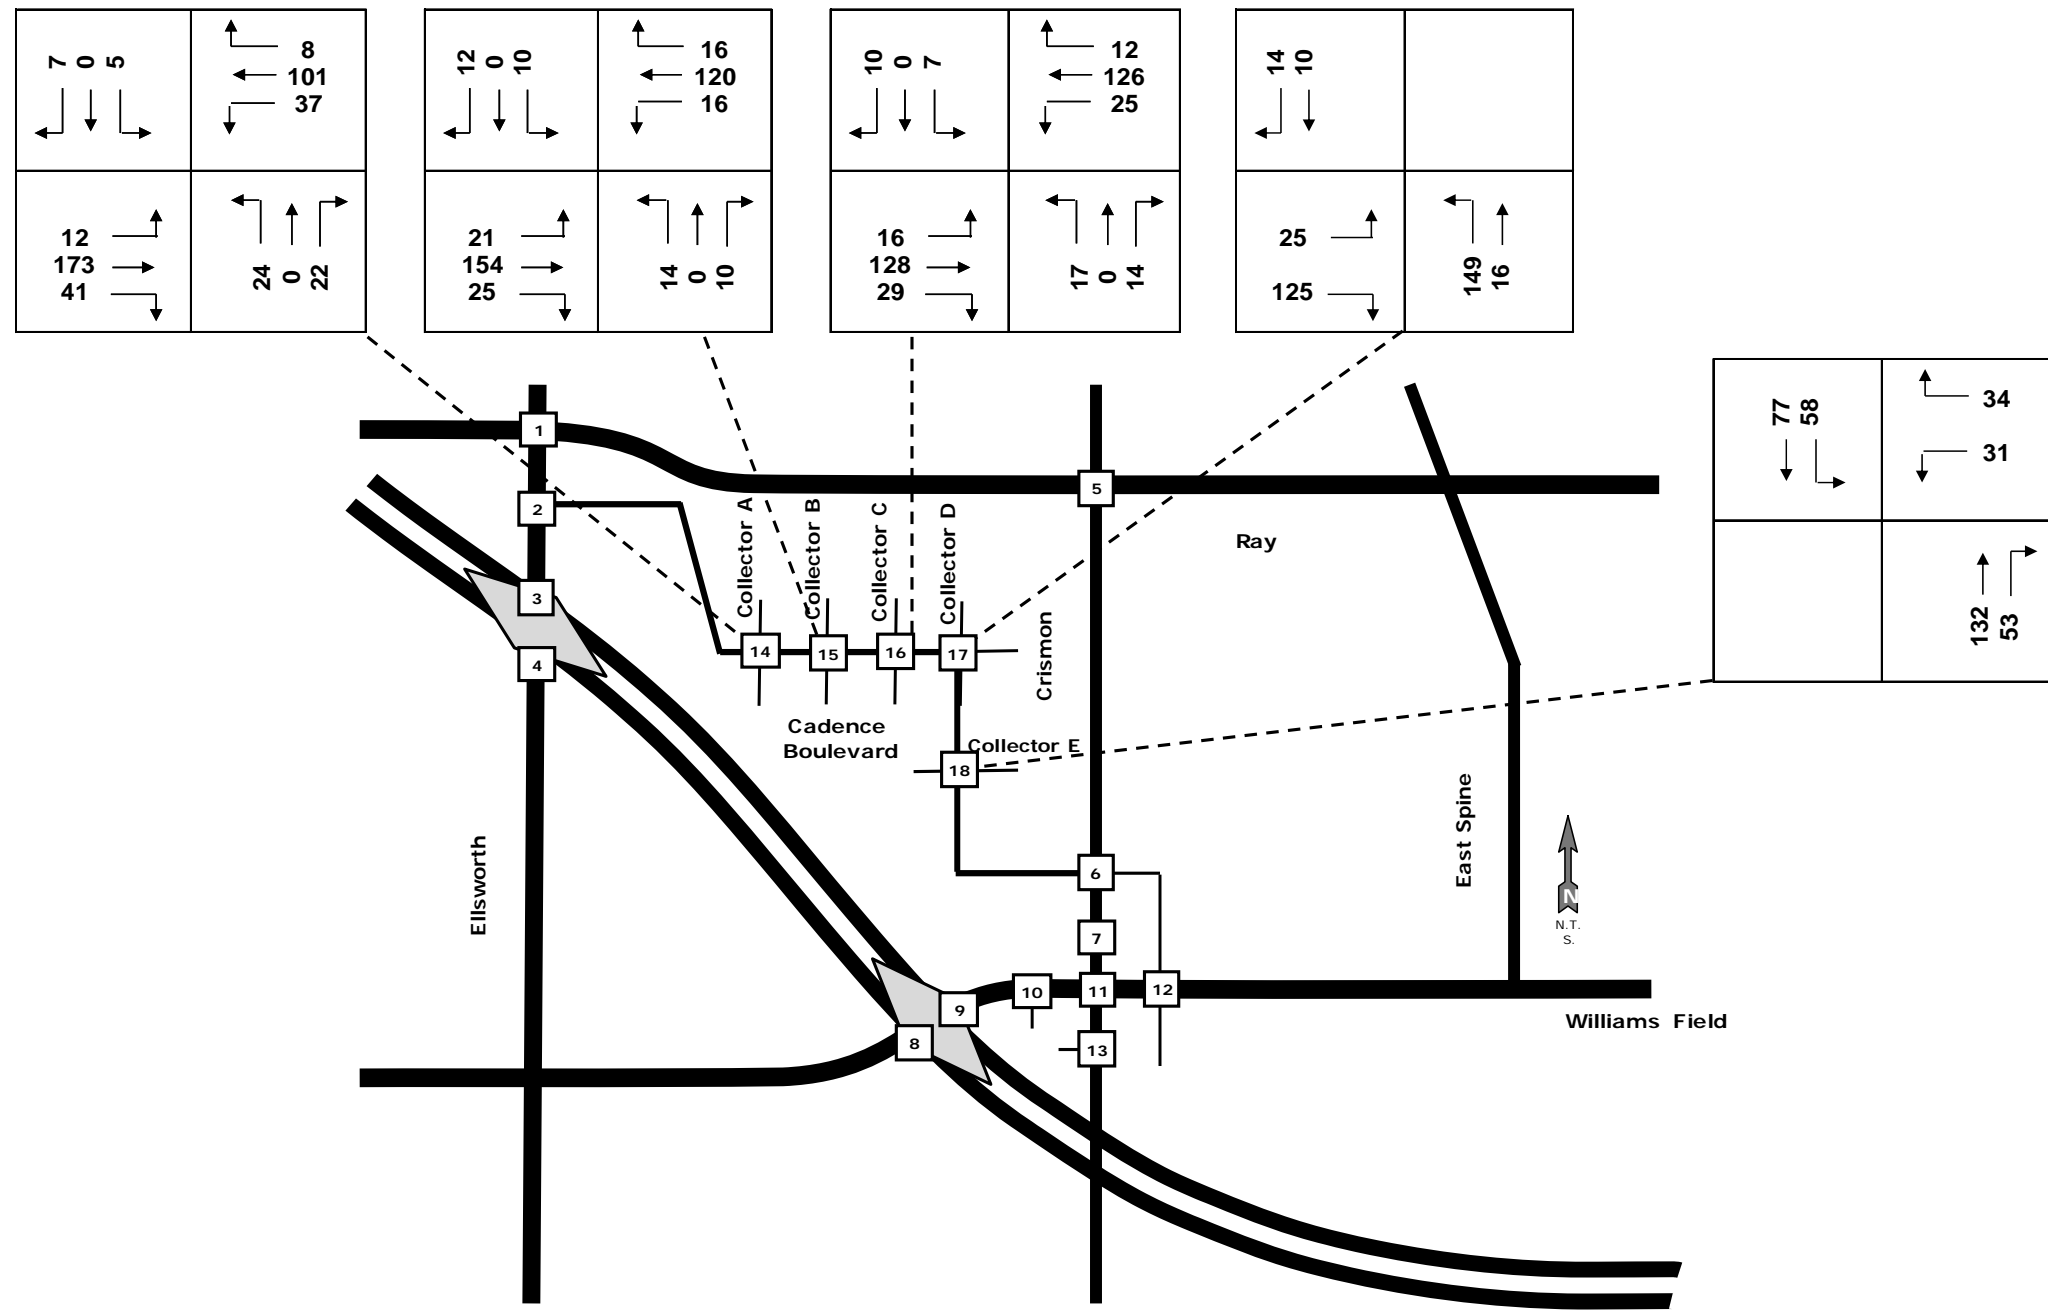 7 0 5
8
101
37
12
173
41
24 0 22
12 0 10
16
120
16
21
154
25
14 0 10
10 0 7
12
126
25
16
128
29
17 0 14
14 10
25
125
149 16
77 58
34
31
132 53
1
2
3
4
5
Ray
Collector A
Collector B
Collector C
Collector D
14
15
16
17
Crismon
Cadence
Boulevard
Collector E
18
Ellsworth
East Spine
N
N.T.
S.
6
7
10
11
12
9
8
13
Williams Field